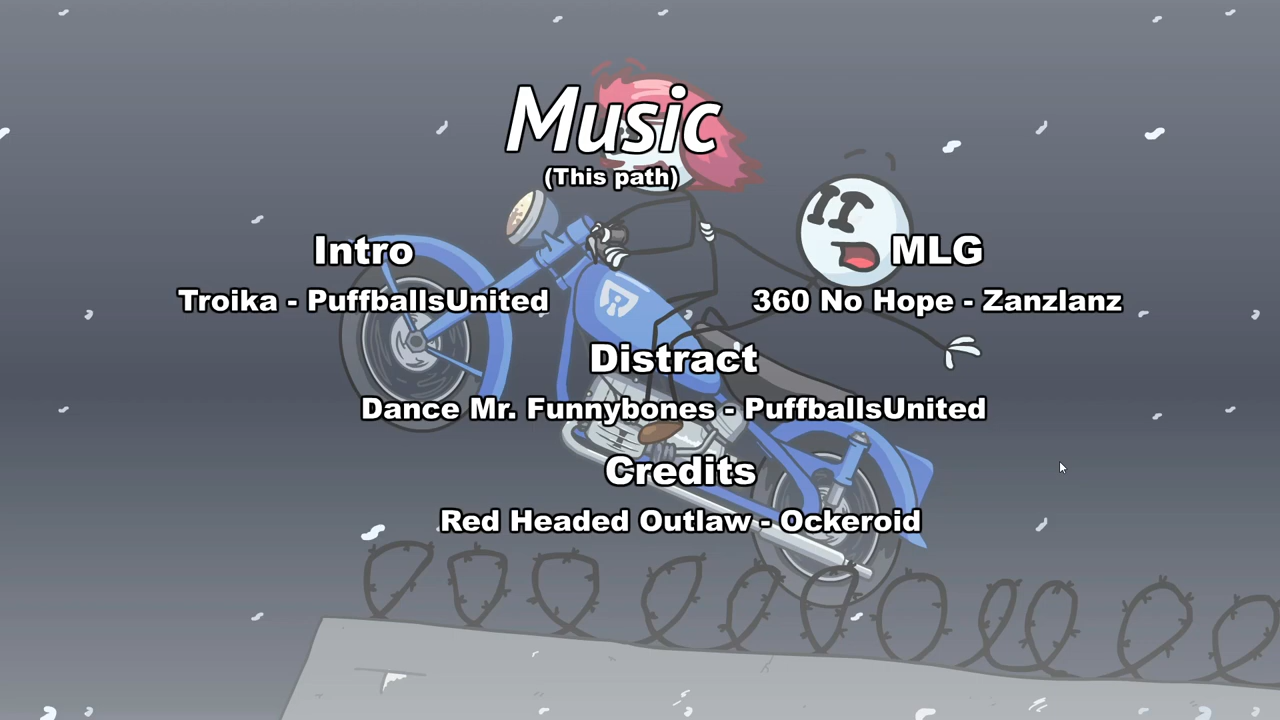 Music
(This path)
Intro
MLG
Troika - PuffballsUnited
360 No Hope - Zanzlanz
Distract
Dance Mr. Funnybones - PuffballsUnited
Credits
Red Headed Outlaw - Ockeroid